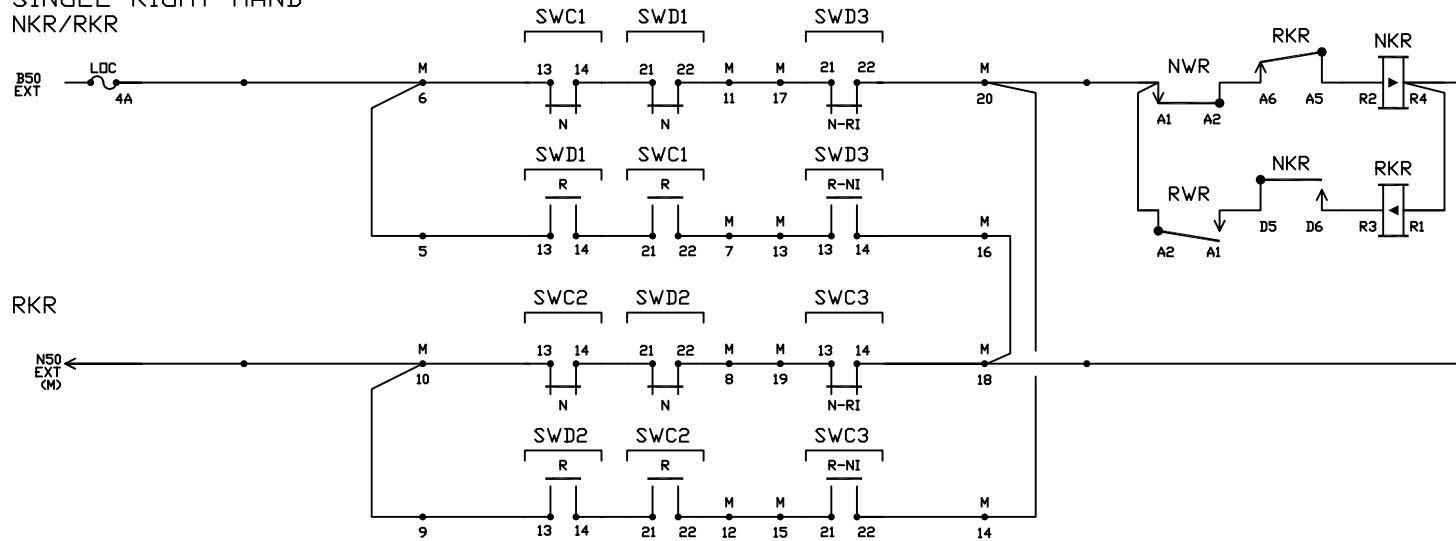 SINGLE RIGHT HAND
NKR/RKR
SWC1 SWD1 SWD3 RKR NKR
B50 EXT LOC 4A M 13 14 21 22 M M 21 22 M NWR
6 N N 11 17 N-RI 20 A1 A2 A6 A5 R2 R4
SWD1 SWC1 SWD3 NKR RKR
R R M M R-NI M RWR
5 13 14 21 22 7 13 13 14 16 A2 A1 D5 D6 R3 R1
RKR
SWC2 SWD2 SWC3
N50 EXT (M) M 13 14 21 22 M M 13 14 M
10 N N 8 19 N-RI 18
SWD2 SWC2 SWC3
R R M M R-NI M
9 13 14 21 22 12 15 21 22 14